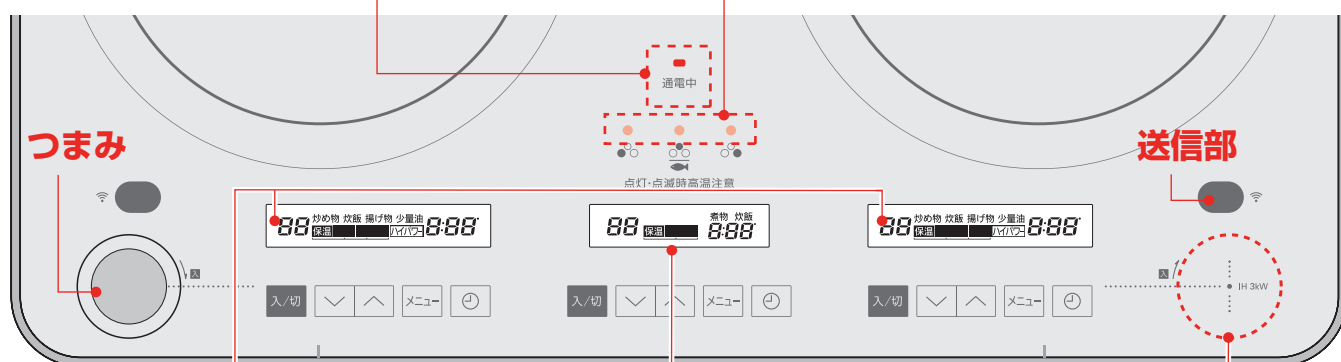 通電中
つまみ
送信部
点灯・点滅時高温注意
88 炒め物 炊飯 揚げ物 少量油 8:88
保温 ハイパワー
88 煮物 炊飯 8:88
保温
88 炒め物 炊飯 揚げ物 少量油 8:88
保温 ハイパワー
入
入
IH 3kW
入/切 メニュー
入/切 メニュー
入/切 メニュー